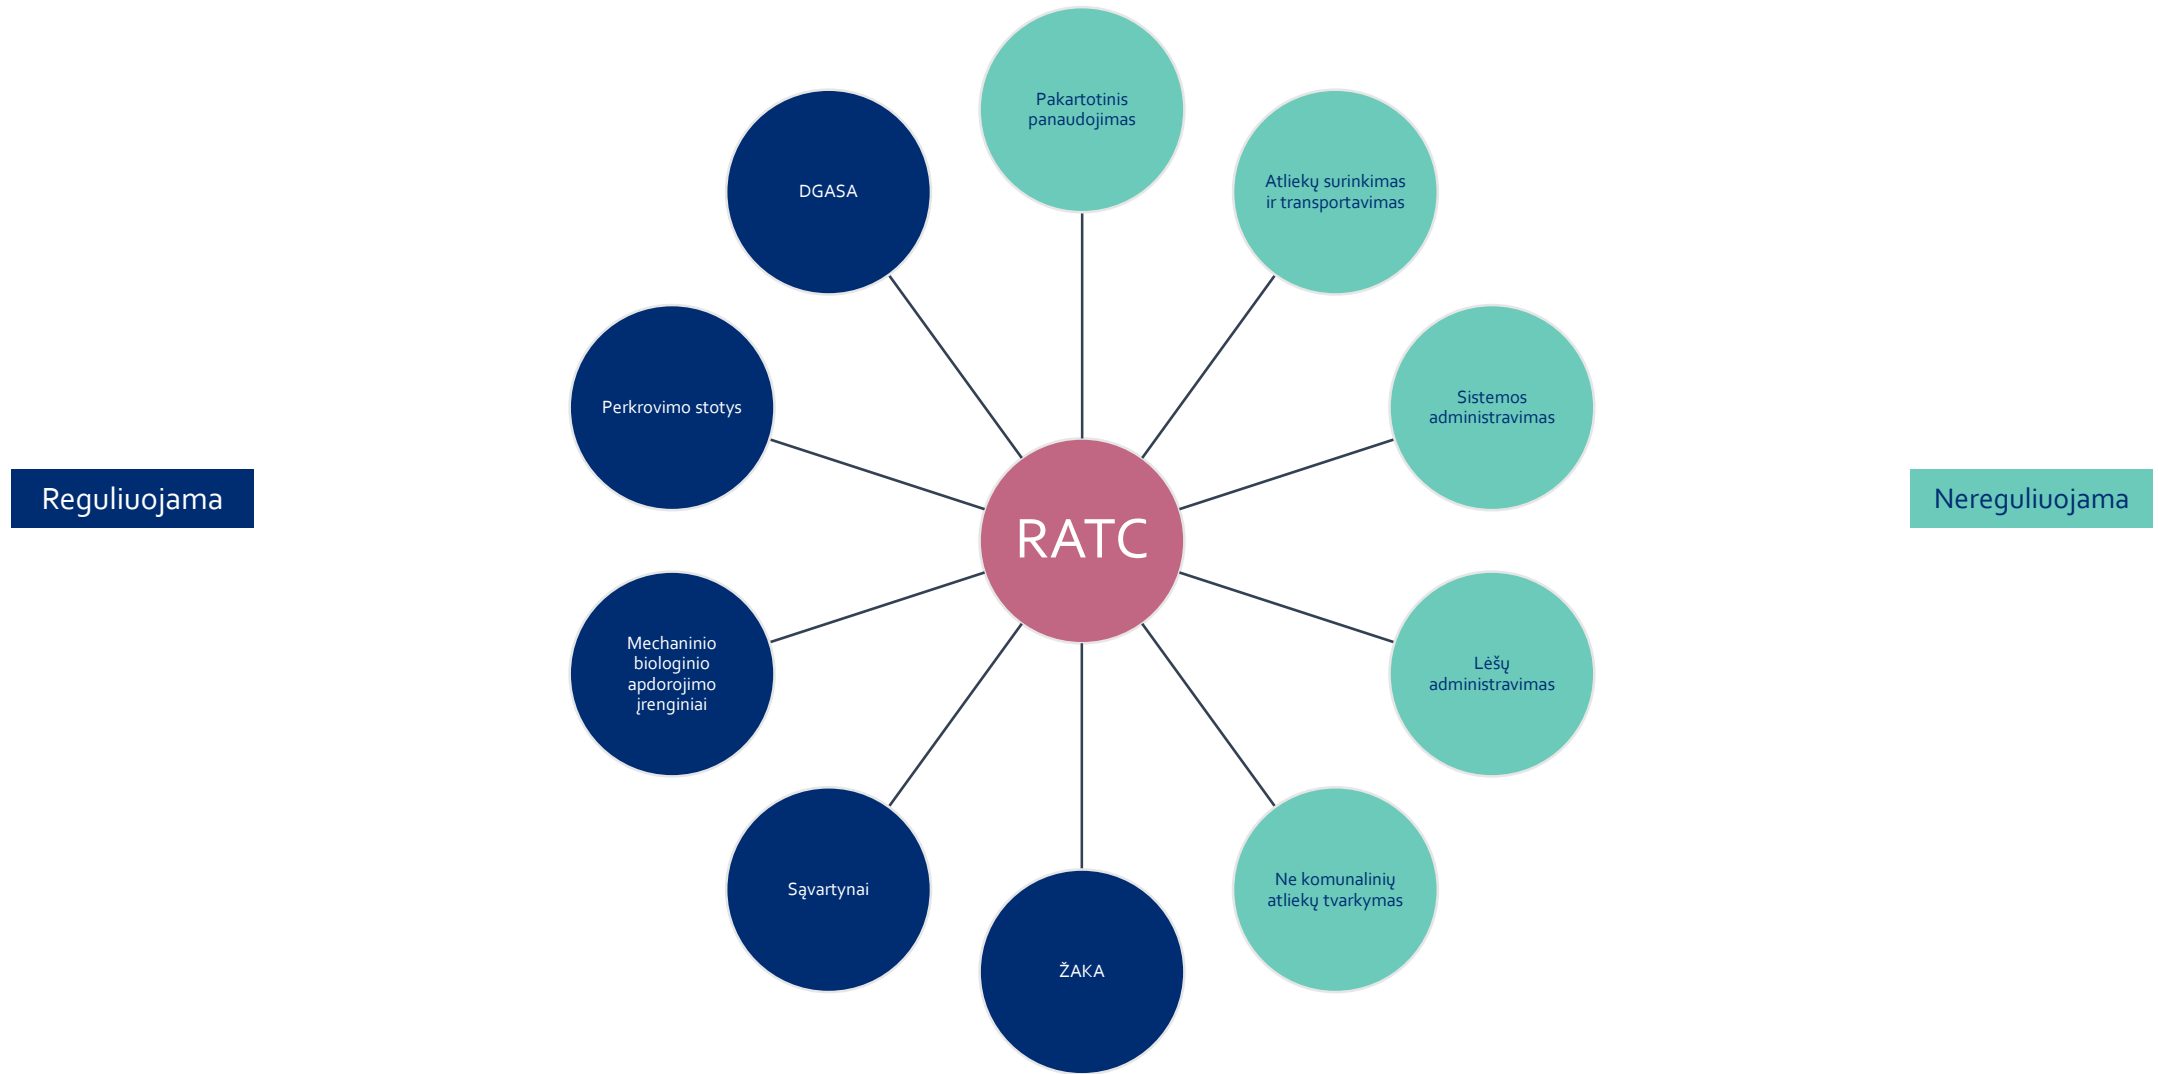 Pakartotinis
panaudojimas
DGASA
Atliekų surinkimas
ir transportavimas
Perkrovimo stotys
Sistemos
administravimas
Reguliuojama
Nereguliuojama
RATC
Mechaninio
biologinio
apdorojimo
įrenginiai
Lėšų
administravimas
Sąvartynai
Ne komunalinių
atliekų tvarkymas
ŽAKA